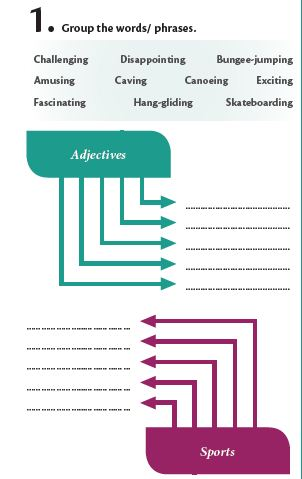 1. Group the words/ phrases.
Challenging Disappointing Bungee-jumping
Amusing Caving Canoeing Exciting
Fascinating Hang-gliding Skateboarding
Adjectives
Sports